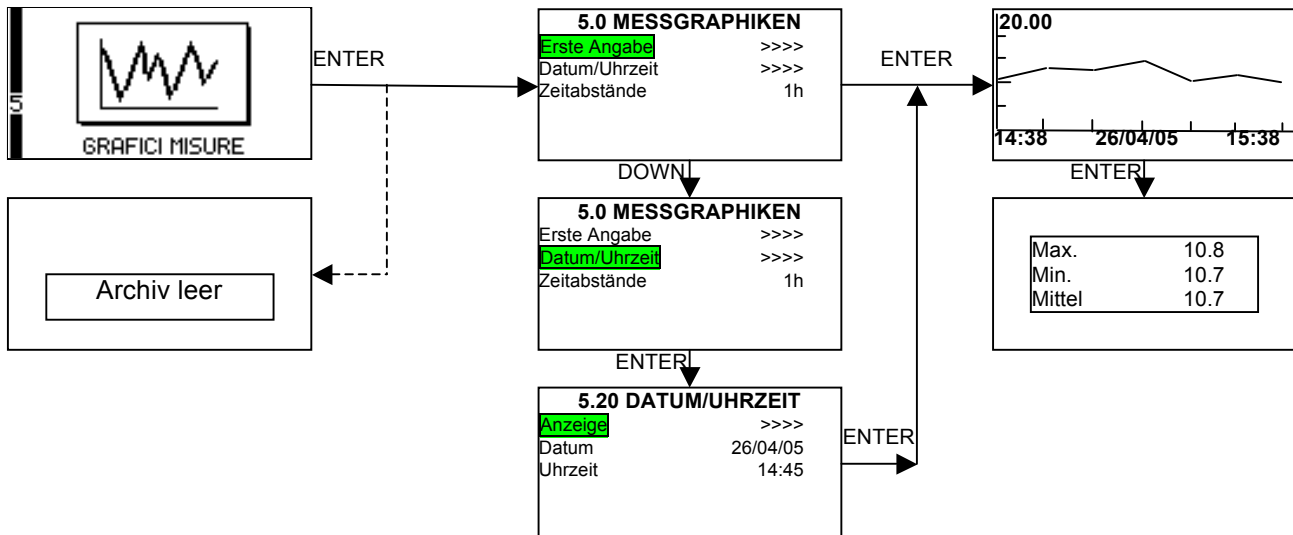 5
GRAFICI MISURE
ENTER
Archiv leer
5.0 MESSGRAPHIKEN
Erste Angabe >>>>
Datum/Uhrzeit >>>>
Zeitabstände 1h
DOWN
5.0 MESSGRAPHIKEN
Erste Angabe >>>>
Datum/Uhrzeit >>>>
Zeitabstände 1h
ENTER
5.20 DATUM/UHRZEIT
Anzeige >>>>
Datum 26/04/05
Uhrzeit 14:45
ENTER
ENTER
20.00
14:38 26/04/05 15:38
ENTER
Max. 10.8
Min. 10.7
Mittel 10.7